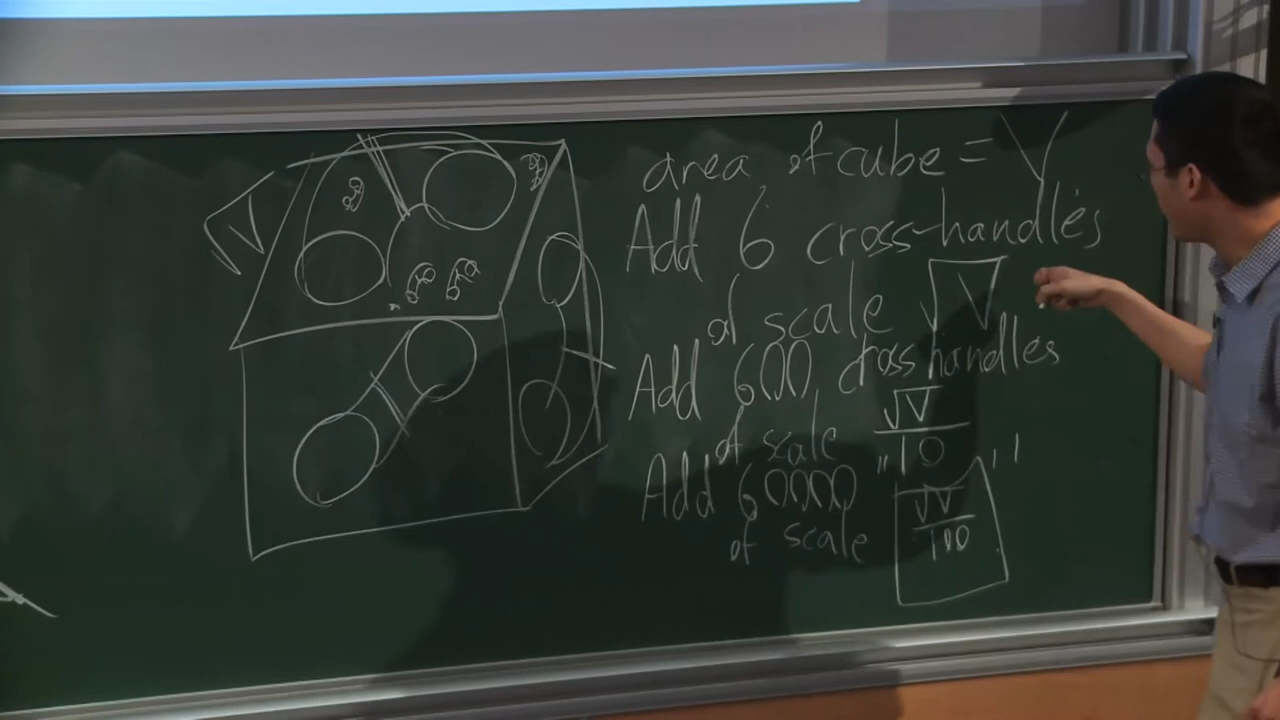 √V
area of cube = V
Add 6 cross-handles
of scale √V
Add 600 cross handles
of scale √V/10
Add 60000 " "
of scale √V/100